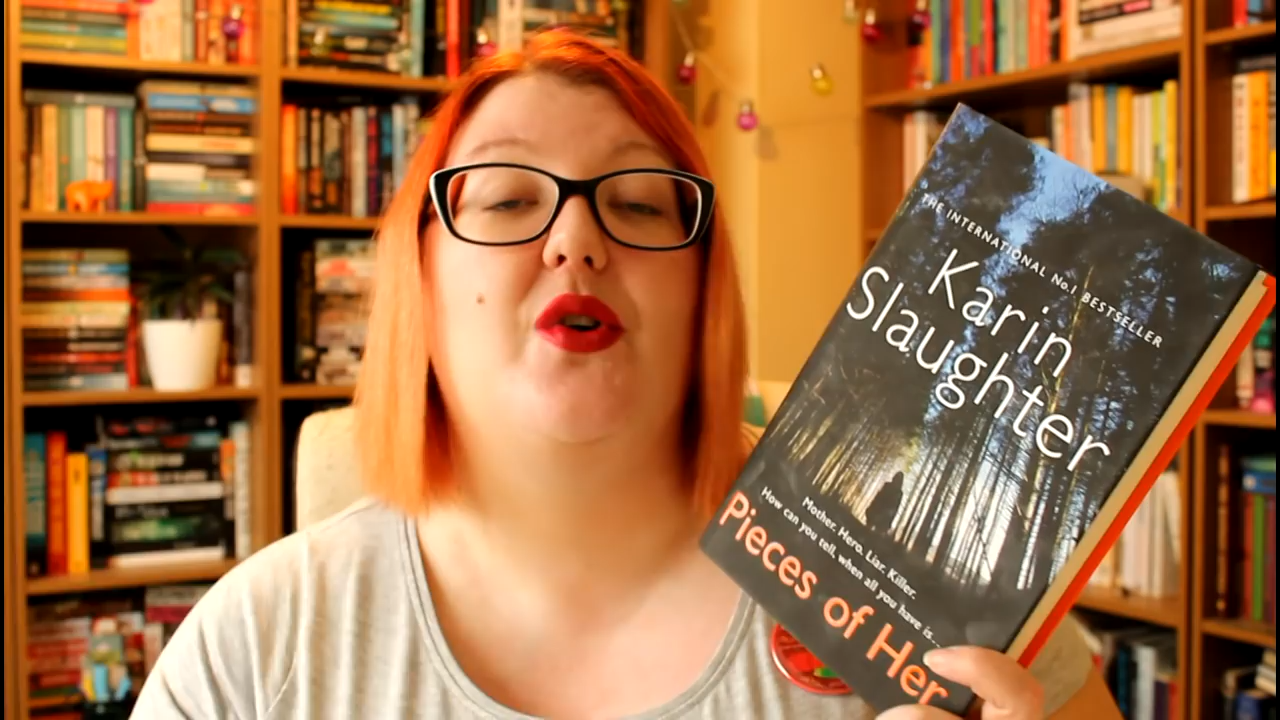 THE INTERNATIONAL No.1 BESTSELLER
Karin
Slaughter
Mother. Hero. Liar. Killer.
How can you tell, when all you have is...
Pieces of Her